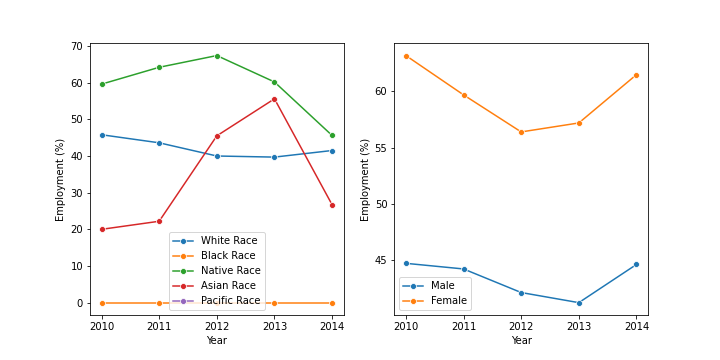 70
60
50
40
30
20
10
0
Employment (%)
2010 2011 2012 2013 2014
Year
White Race
Black Race
Native Race
Asian Race
Pacific Race
60
55
50
45
Employment (%)
2010 2011 2012 2013 2014
Year
Male
Female